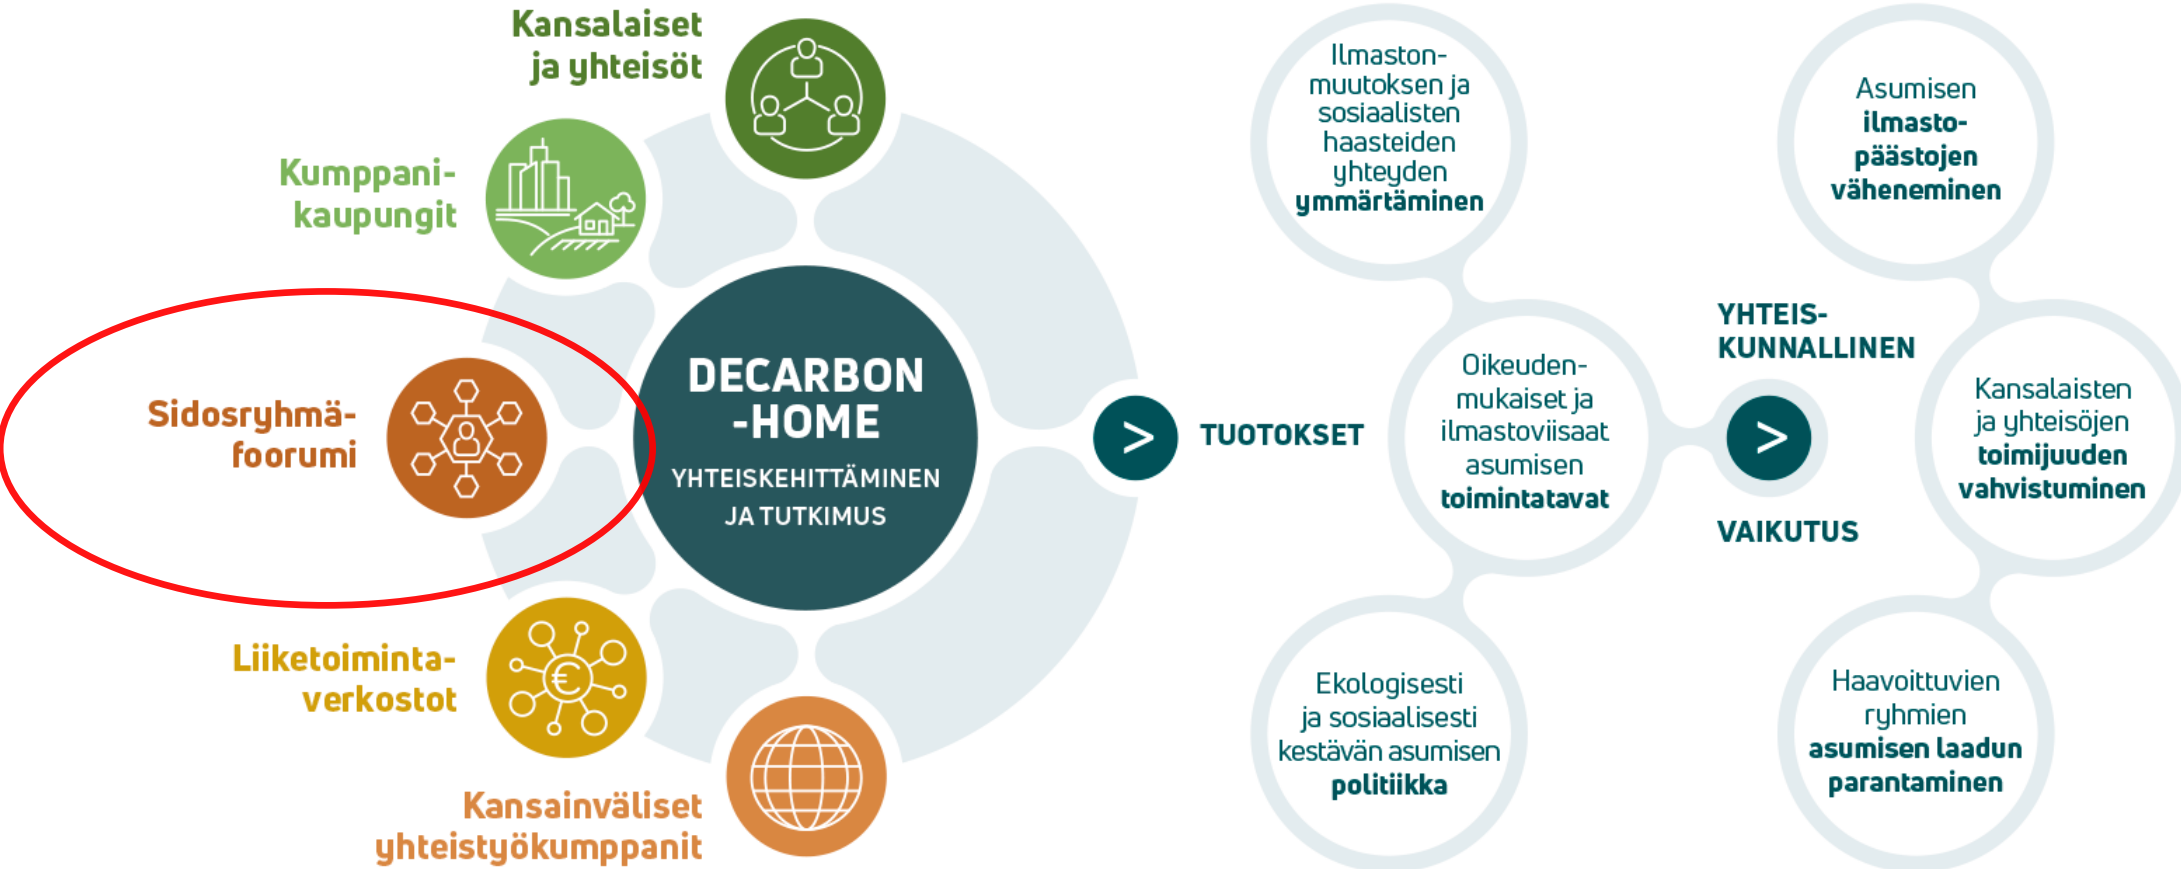 Kansalaiset
ja yhteisöt
Kumppani-
kaupungit
Sidosryhmä-
foorumi
Liiketoiminta-
verkostot
€
Kansainväliset
yhteistyökumppanit
DECARBON
-HOME
YHTEISKEHITTÄMINEN
JA TUTKIMUS
>
TUOTOKSET
Ilmaston-
muutoksen ja
sosiaalisten
haasteiden
yhteyden
ymmärtäminen
Oikeuden-
mukaiset ja
ilmastoviisaat
asumisen
toimintatavat
Ekologisesti
ja sosiaalisesti
kestävän asumisen
politiikka
YHTEIS-
KUNNALLINEN
>
VAIKUTUS
Asumisen
ilmasto-
päästojen
väheneminen
Kansalaisten
ja yhteisöjen
toimijuuden
vahvistuminen
Haavoittuvien
ryhmien
asumisen laadun
parantaminen